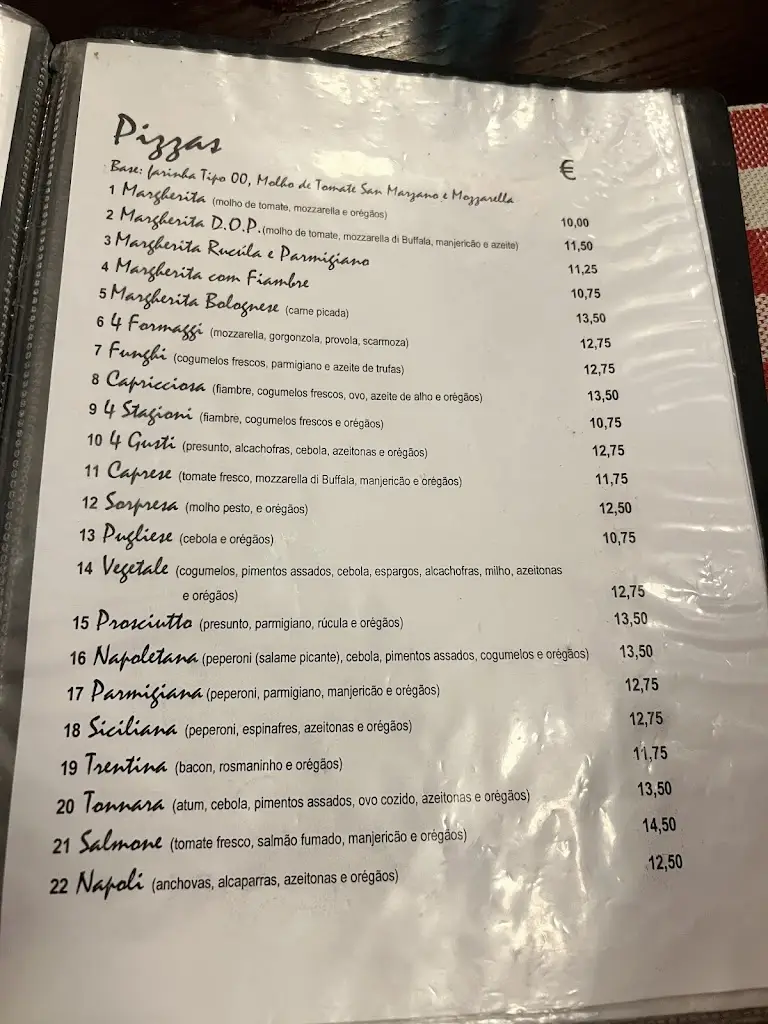 Pizzas
€
Base: farinha Tipo 00, Molho de Tomate San Marzano e Mozzarella
1 Margherita (molho de tomate, mozzarella e orégãos) 10,00
2 Margherita D.O.P. (molho de tomate, mozzarella di Buffala, manjericão e azeite) 11,50
3 Margherita Rucúla e Parmigiano 11,25
4 Margherita com Fiambre 10,75
5 Margherita Bolognese (carne picada) 13,50
6 4 Formaggi (mozzarella, gorgonzola, provola, scarmoza) 12,75
7 Funghi (cogumelos frescos, parmigiano e azeite de trufas) 12,75
8 Capricciosa (fiambre, cogumelos frescos, ovo, azeite de alho e orégãos) 13,50
9 4 Stagioni (fiambre, cogumelos frescos e orégãos) 10,75
10 4 Gusti (presunto, alcachofras, cebola, azeitonas e orégãos) 12,75
11 Caprese (tomate fresco, mozzarella di Buffala, manjericão e orégãos) 11,75
12 Sorpresa (molho pesto, e orégãos) 12,50
13 Pugliese (cebola e orégãos) 10,75
14 Vegetale (cogumelos, pimentos assados, cebola, espargos, alcachofras, milho, azeitonas
e orégãos) 12,75
15 Prosciutto (presunto, parmigiano, rúcula e orégãos) 13,50
16 Napoletana (peperoni (salame picante), cebola, pimentos assados, cogumelos e orégãos) 13,50
17 Parmigiana (peperoni, parmigiano, manjericão e orégãos) 12,75
18 Siciliana (peperoni, espinafres, azeitonas e orégãos) 12,75
19 Trentina (bacon, rosmaninho e orégãos) 11,75
20 Tonnara (atum, cebola, pimentos assados, ovo cozido, azeitonas e orégãos) 13,50
21 Salmone (tomate fresco, salmão fumado, manjericão e orégãos) 14,50
22 Napoli (anchovas, alcaparras, azeitonas e orégãos) 12,50